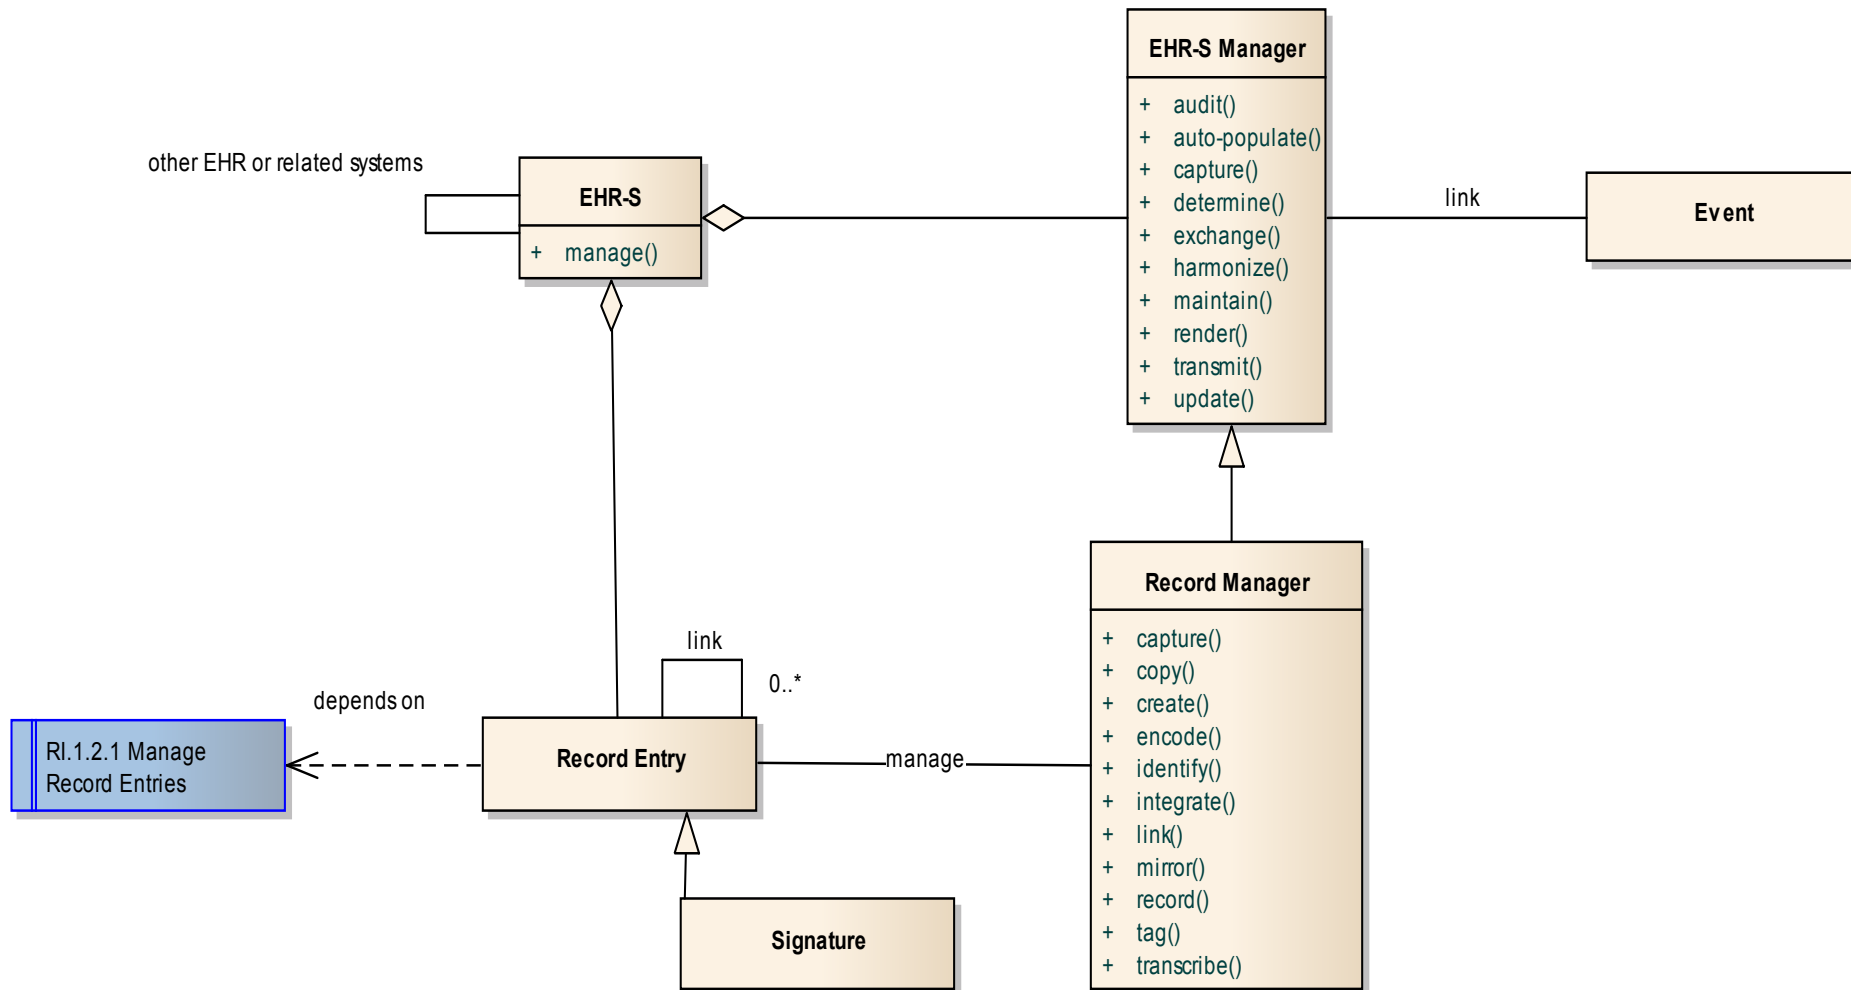 EHR-S Manager
+ audit()
+ auto-populate()
+ capture()
+ determine()
+ exchange()
+ harmonize()
+ maintain()
+ render()
+ transmit()
+ update()
other EHR or related systems
EHR-S
+ manage()
link
Event
Record Manager
+ capture()
+ copy()
+ create()
+ encode()
+ identify()
+ integrate()
+ link()
+ mirror()
+ record()
+ tag()
+ transcribe()
link
0..*
depends on
RI.1.2.1 Manage
Record Entries
Record Entry
manage
Signature